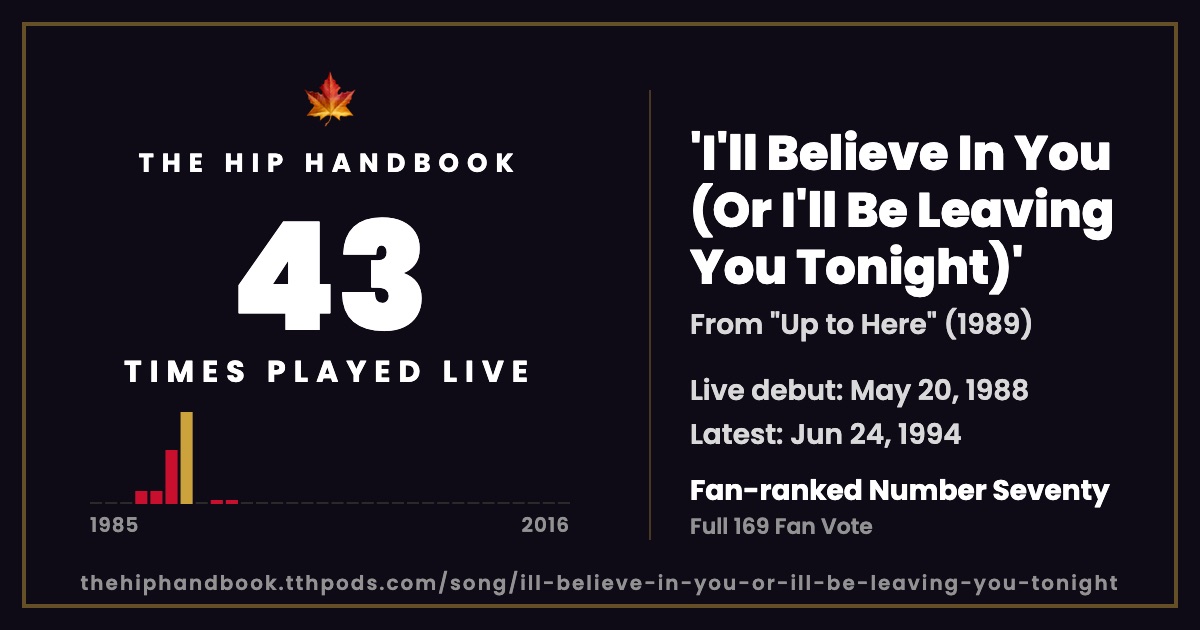 THE HIP HANDBOOK
43
TIMES PLAYED LIVE
1985
2016
'I'll Believe In You
(Or I'll Be Leaving
You Tonight)'
From "Up to Here" (1989)
Live debut: May 20, 1988
Latest: Jun 24, 1994
Fan-ranked Number Seventy
Full 169 Fan Vote
thehiphandbook.tthpods.com/song/ill-believe-in-you-or-ill-be-leaving-you-tonight